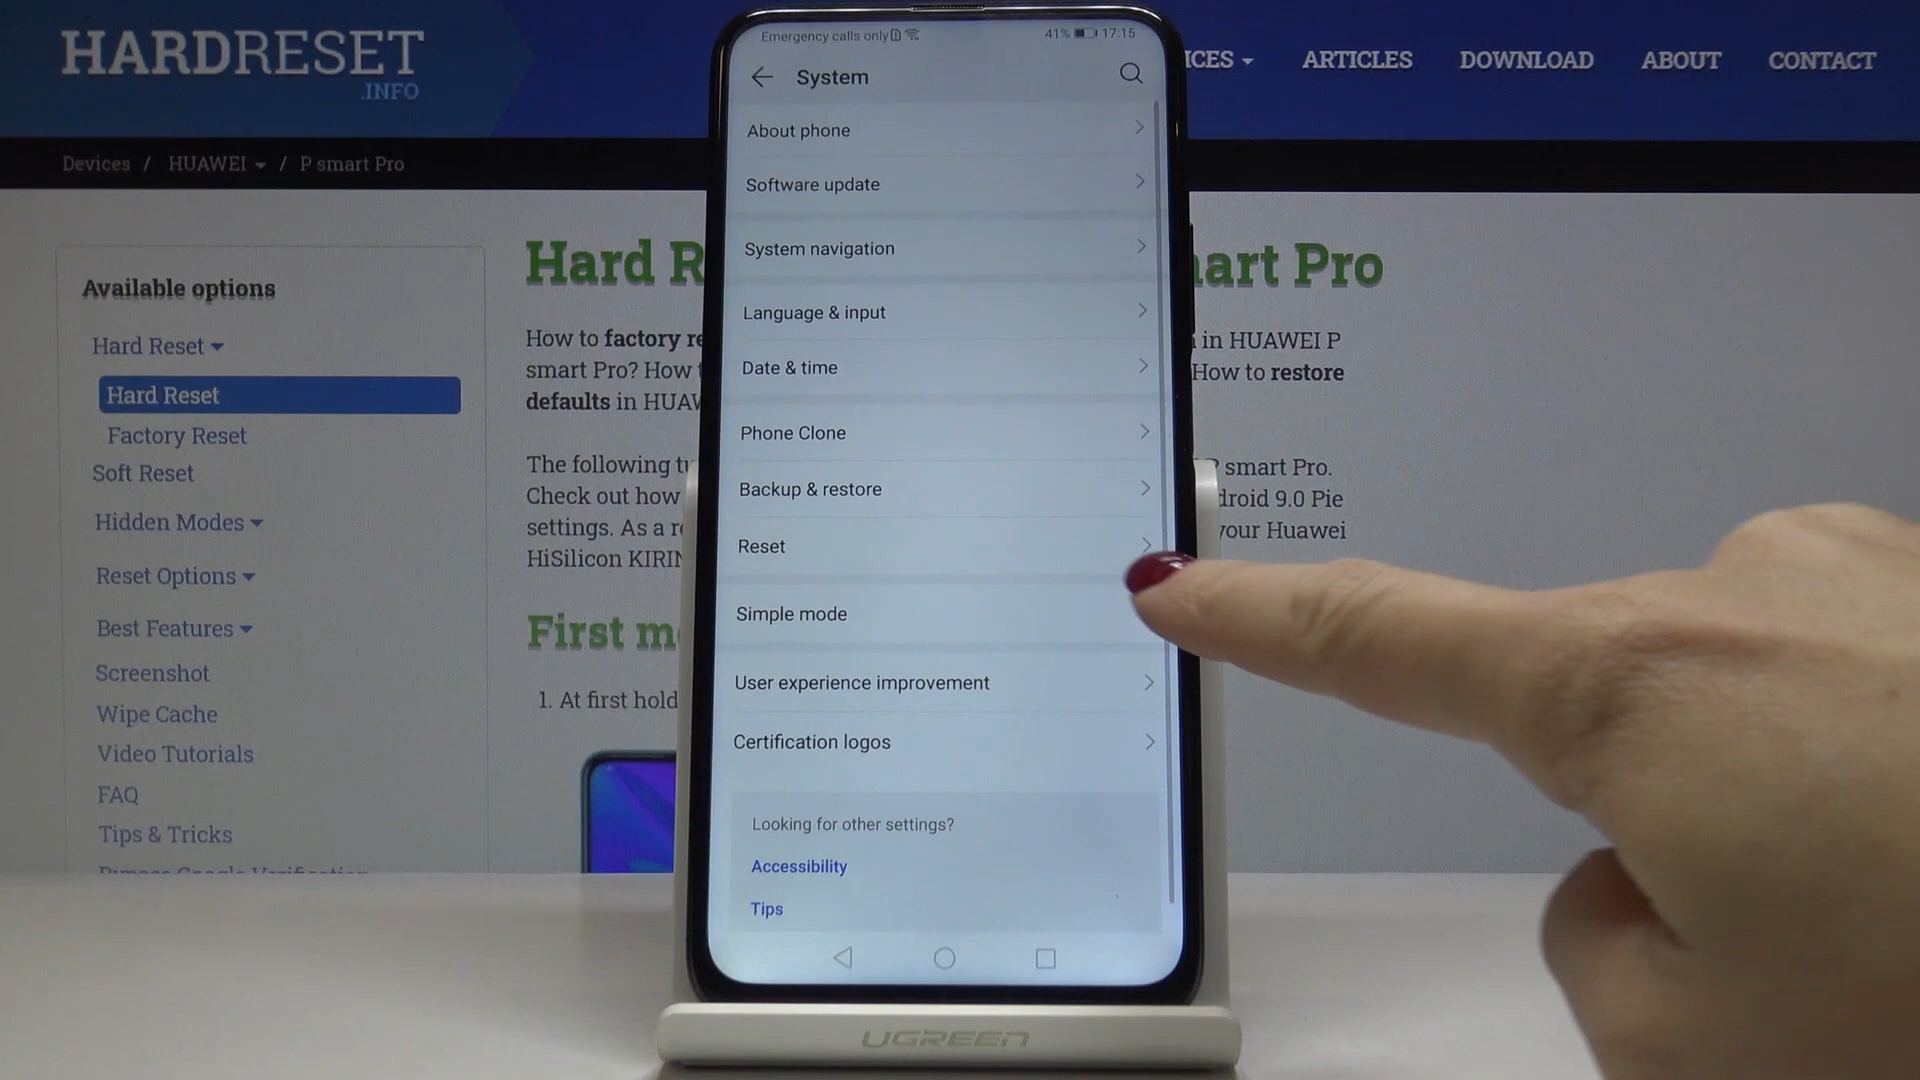 HARDRESET
.INFO
ICES
ARTICLES
DOWNLOAD
ABOUT
CONTACT
Devices / HUAWEI / P smart Pro
Available options
Hard Reset
Hard Reset
Factory Reset
Soft Reset
Hidden Modes
Reset Options
Best Features
Screenshot
Wipe Cache
Video Tutorials
FAQ
Tips & Tricks
Hard R
art Pro
How to factory re
in HUAWEI P
smart Pro? How
How to restore
defaults in HUAW
The following tu
P smart Pro.
Check out how
droid 9.0 Pie
settings. As a re
your Huawei
HiSilicon KIRIN
First m
1. At first hold
Emergency calls only
41% 17:15
System
About phone
Software update
System navigation
Language & input
Date & time
Phone Clone
Backup & restore
Reset
Simple mode
User experience improvement
Certification logos
Looking for other settings?
Accessibility
Tips
UGREEN